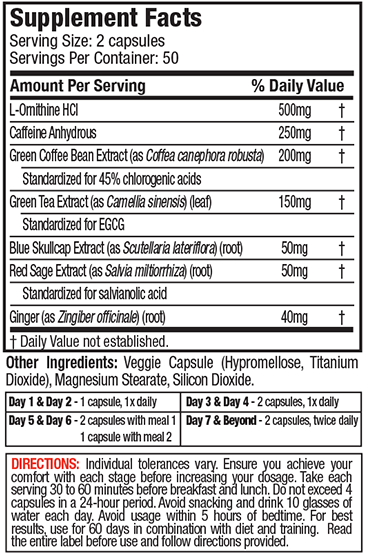 Supplement Facts
Serving Size: 2 capsules
Servings Per Container: 50
Amount Per Serving % Daily Value
L-Ornithine HCl 500mg †
Caffeine Anhydrous 250mg †
Green Coffee Bean Extract (as Coffea canephora robusta) 200mg †
Standardized for 45% chlorogenic acids
Green Tea Extract (as Camellia sinensis) (leaf) 150mg †
Standardized for EGCG
Blue Skullcap Extract (as Scutellaria lateriflora) (root) 50mg †
Red Sage Extract (as Salvia miltiorrhiza) (root) 50mg †
Standardized for salvianolic acid
Ginger (as Zingiber officinale) (root) 40mg †
† Daily Value not established.
Other Ingredients: Veggie Capsule (Hypromellose, Titanium
Dioxide), Magnesium Stearate, Silicon Dioxide.
Day 1 & Day 2 - 1 capsule, 1x daily
Day 3 & Day 4 - 2 capsules, 1x daily
Day 5 & Day 6 - 2 capsules with meal 1
1 capsule with meal 2
Day 7 & Beyond - 2 capsules, twice daily
DIRECTIONS: Individual tolerances vary. Ensure you achieve your
comfort with each stage before increasing your dosage. Take each
serving 30 to 60 minutes before breakfast and lunch. Do not exceed 4
capsules in a 24-hour period. Avoid snacking and drink 10 glasses of
water each day. Avoid usage within 5 hours of bedtime. For best
results, use for 60 days in combination with diet and training. Read
the entire label before use and follow directions provided.